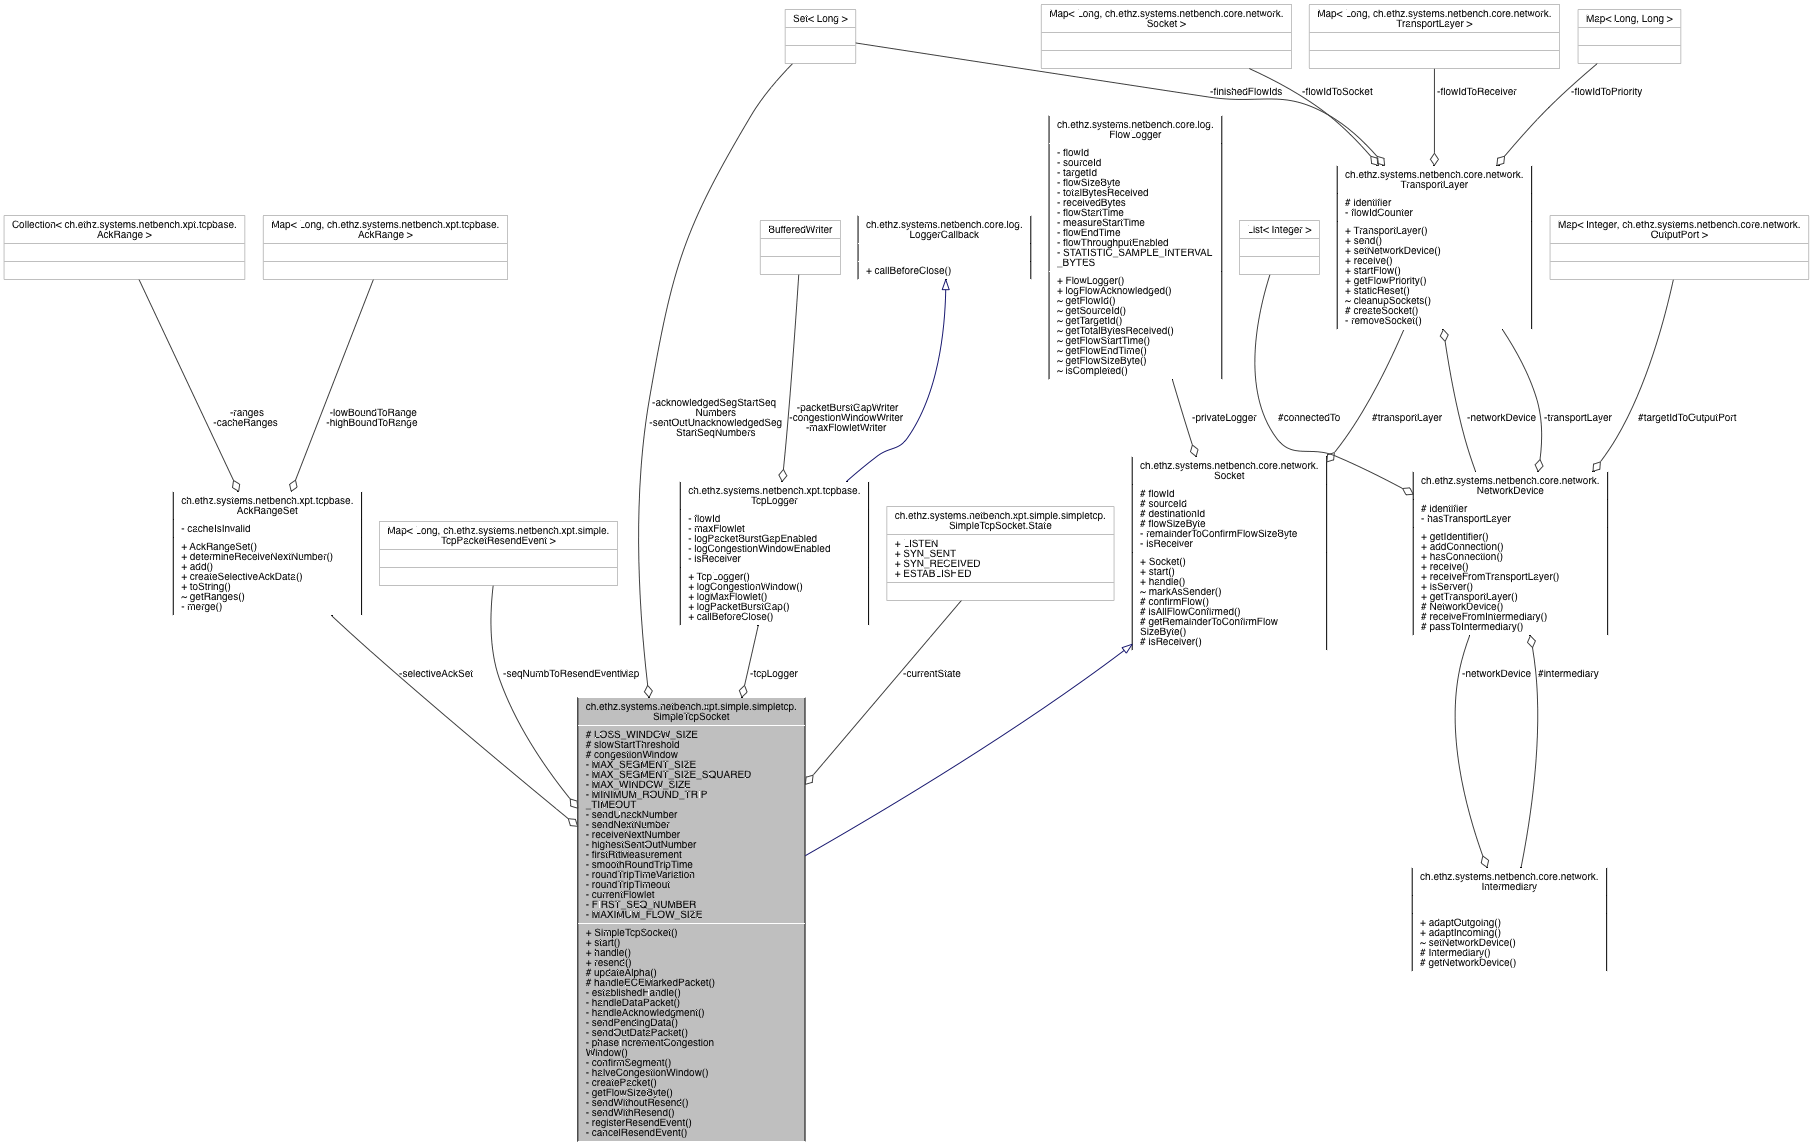 Set< Long >
Map< Long, ch.ethz.systems.netbench.core.network.
Socket >
Map< Long, ch.ethz.systems.netbench.core.network.
TransportLayer >
Map< Long, Long >
-finishedFlowIds
-flowIdToSocket
-flowIdToReceiver
-flowIdToPriority
ch.ethz.systems.netbench.core.log.
FlowLogger
- flowId
- sourceId
- targetId
- flowSizeByte
- totalBytesReceived
- receivedBytes
- flowStartTime
- measureStartTime
- flowEndTime
- flowThroughputEnabled
- STATISTIC_SAMPLE_INTERVAL
_BYTES
+ FlowLogger()
+ logFlowAcknowledged()
~ getFlowId()
~ getSourceId()
~ getTargetId()
~ getTotalBytesReceived()
~ getFlowStartTime()
~ getFlowEndTime()
~ getFlowSizeByte()
~ isCompleted()
ch.ethz.systems.netbench.core.network.
TransportLayer
# identifier
- flowIdCounter
+ TransportLayer()
+ send()
+ setNetworkDevice()
+ receive()
+ startFlow()
+ getFlowPriority()
+ staticReset()
~ cleanupSockets()
# createSocket()
- removeSocket()
Collection< ch.ethz.systems.netbench.xpt.tcpbase.
AckRange >
Map< Long, ch.ethz.systems.netbench.xpt.tcpbase.
AckRange >
BufferedWriter
ch.ethz.systems.netbench.core.log.
LoggerCallback
+ callBeforeClose()
List< Integer >
Map< Integer, ch.ethz.systems.netbench.core.network.
OutputPort >
-ranges
-cacheRanges
-lowBoundToRange
-highBoundToRange
-acknowledgedSegStartSeq
Numbers
-sentOutUnacknowledgedSeg
StartSeqNumbers
-packetBurstGapWriter
-congestionWindowWriter
-maxFlowletWriter
-privateLogger
#connectedTo
#transportLayer
-networkDevice
-transportLayer
#targetIdToOutputPort
ch.ethz.systems.netbench.xpt.tcpbase.
AckRangeSet
- cacheIsInvalid
+ AckRangeSet()
+ determineReceiveNextNumber()
+ add()
+ createSelectiveAckData()
+ toString()
~ getRanges()
- merge()
Map< Long, ch.ethz.systems.netbench.xpt.simple.
TcpPacketResendEvent >
ch.ethz.systems.netbench.xpt.tcpbase.
TcpLogger
- flowId
- maxFlowlet
- logPacketBurstGapEnabled
- logCongestionWindowEnabled
- isReceiver
+ TcpLogger()
+ logCongestionWindow()
+ logMaxFlowlet()
+ logPacketBurstGap()
+ callBeforeClose()
ch.ethz.systems.netbench.xpt.simple.simpletcp.
SimpleTcpSocket.State
+ LISTEN
+ SYN_SENT
+ SYN_RECEIVED
+ ESTABLISHED
ch.ethz.systems.netbench.core.network.
Socket
# flowId
# sourceId
# destinationId
# flowSizeByte
- remainderToConfirmFlowSizeByte
- isReceiver
+ Socket()
+ start()
+ handle()
~ markAsSender()
# confirmFlow()
# isAllFlowConfirmed()
# getRemainderToConfirmFlow
SizeByte()
# isReceiver()
ch.ethz.systems.netbench.core.network.
NetworkDevice
# identifier
- hasTransportLayer
+ getIdentifier()
+ addConnection()
+ hasConnection()
+ receive()
+ receiveFromTransportLayer()
+ isServer()
+ getTransportLayer()
# NetworkDevice()
# receiveFromIntermediary()
# passToIntermediary()
-selectiveAckSet
-seqNumbToResendEventMap
-tcpLogger
-currentState
-networkDevice
#intermediary
ch.ethz.systems.netbench.xpt.simple.simpletcp.
SimpleTcpSocket
# LOSS_WINDOW_SIZE
# slowStartThreshold
# congestionWindow
- MAX_SEGMENT_SIZE
- MAX_SEGMENT_SIZE_SQUARED
- MAX_WINDOW_SIZE
- MINIMUM_ROUND_TRIP
_TIMEOUT
- sendUnackNumber
- sendNextNumber
- receiveNextNumber
- highestSentOutNumber
- firstRttMeasurement
- smoothRoundTripTime
- roundTripTimeVariation
- roundTripTimeout
- currentFlowlet
- FIRST_SEQ_NUMBER
- MAXIMUM_FLOW_SIZE
+ SimpleTcpSocket()
+ start()
+ handle()
+ resend()
# updateAlpha()
# handleECEMarkedPacket()
- establishedHandle()
- handleDataPacket()
- handleAcknowledgment()
- sendPendingData()
- sendOutDataPacket()
- phaseIncrementCongestion
Window()
- confirmSegment()
- halveCongestionWindow()
- createPacket()
- getFlowSizeByte()
- sendWithoutResend()
- sendWithResend()
- registerResendEvent()
- cancelResendEvent()
ch.ethz.systems.netbench.core.network.
Intermediary
+ adaptOutgoing()
+ adaptIncoming()
~ setNetworkDevice()
# Intermediary()
# getNetworkDevice()